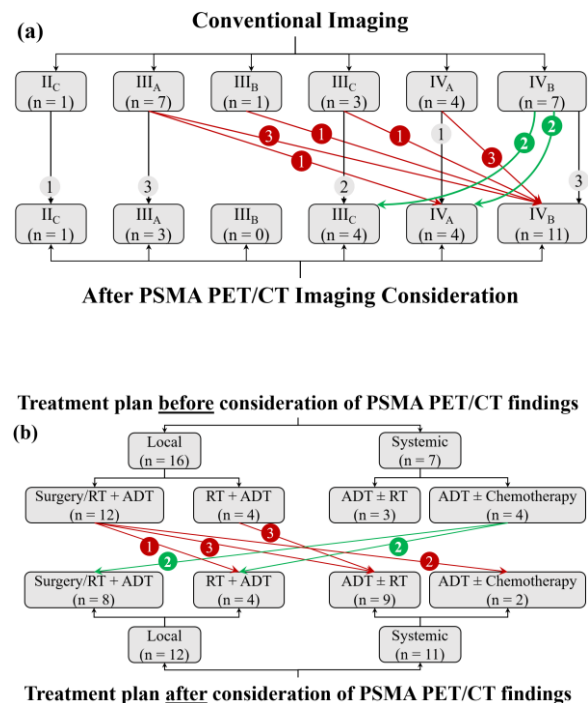 (a)
Conventional Imaging
II_C III_A III_B III_C IV_A IV_B
(n = 1) (n = 7) (n = 1) (n = 3) (n = 4) (n = 7)
3 1 1 1 1 3 2 2
1 3 2 3
II_C III_A III_B III_C IV_A IV_B
(n = 1) (n = 3) (n = 0) (n = 4) (n = 4) (n = 11)
After PSMA PET/CT Imaging Consideration
Treatment plan before consideration of PSMA PET/CT findings
(b)
Local Systemic
(n = 16) (n = 7)
Surgery/RT + ADT RT + ADT ADT ± RT ADT ± Chemotherapy
(n = 12) (n = 4) (n = 3) (n = 4)
1 3 3 2
2 2
Surgery/RT + ADT RT + ADT ADT ± RT ADT ± Chemotherapy
(n = 8) (n = 4) (n = 9) (n = 2)
Local Systemic
(n = 12) (n = 11)
Treatment plan after consideration of PSMA PET/CT findings